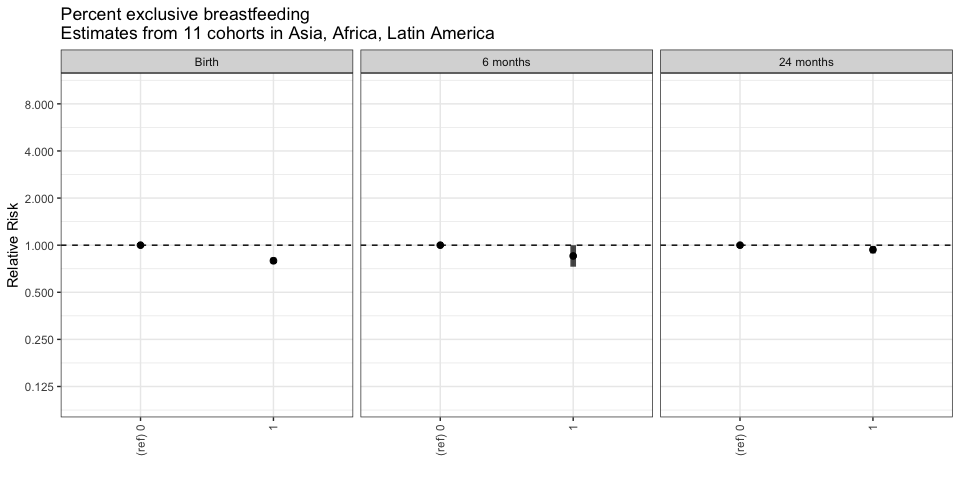 Percent exclusive breastfeeding
Estimates from 11 cohorts in Asia, Africa, Latin America
Birth
6 months
24 months
Relative Risk
8.000
4.000
2.000
1.000
0.500
0.250
0.125
(ref) 0
1
(ref) 0
1
(ref) 0
1